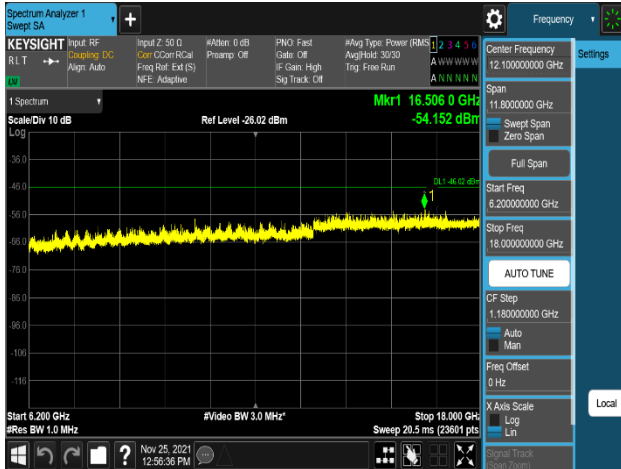 Spectrum Analyzer 1
Swept SA
+
Frequency
KEYSIGHT
RLT
LXI
Input: RF
Coupling: DC
Align: Auto
Input Z: 50 Ω
Corr CCorr RCal
Freq Ref: Ext (S)
NFE: Adaptive
#Atten: 0 dB
Preamp: Off
PNO: Fast
Gate: Off
IF Gain: High
Sig Track: Off
#Avg Type: Power (RMS
Avg|Hold: 30/30
Trig: Free Run
1 2 3 4 5 6
A W W W W W
A N N N N N
1 Spectrum
Mkr1 16.506 0 GHz
Scale/Div 10 dB
Ref Level -26.02 dBm
-54.152 dBm
Log
-36.0
-46.0
-56.0
-66.0
-76.0
-86.0
-96.0
-106
-116
DL1 -46.02 dBm
1
Start 6.200 GHz
#Video BW 3.0 MHz*
Stop 18.000 GHz
#Res BW 1.0 MHz
Sweep 20.5 ms (23601 pts
?
Nov 25, 2021
12:56:36 PM
Center Frequency
12.100000000 GHz
Settings
Span
11.8000000 GHz
Swept Span
Zero Span
Full Span
Start Freq
6.200000000 GHz
Stop Freq
18.000000000 GHz
AUTO TUNE
CF Step
1.180000000 GHz
Auto
Man
Freq Offset
0 Hz
X Axis Scale
Log
Lin
Local
Signal Track
(Span Zoom)